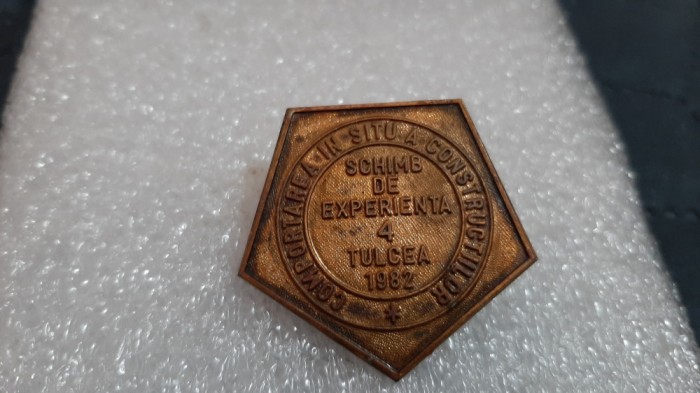 COMPORTAREA IN SITU A CONSTRUCTIILOR
SCHIMB
DE
EXPERIENTA
4
TULCEA
1982
*